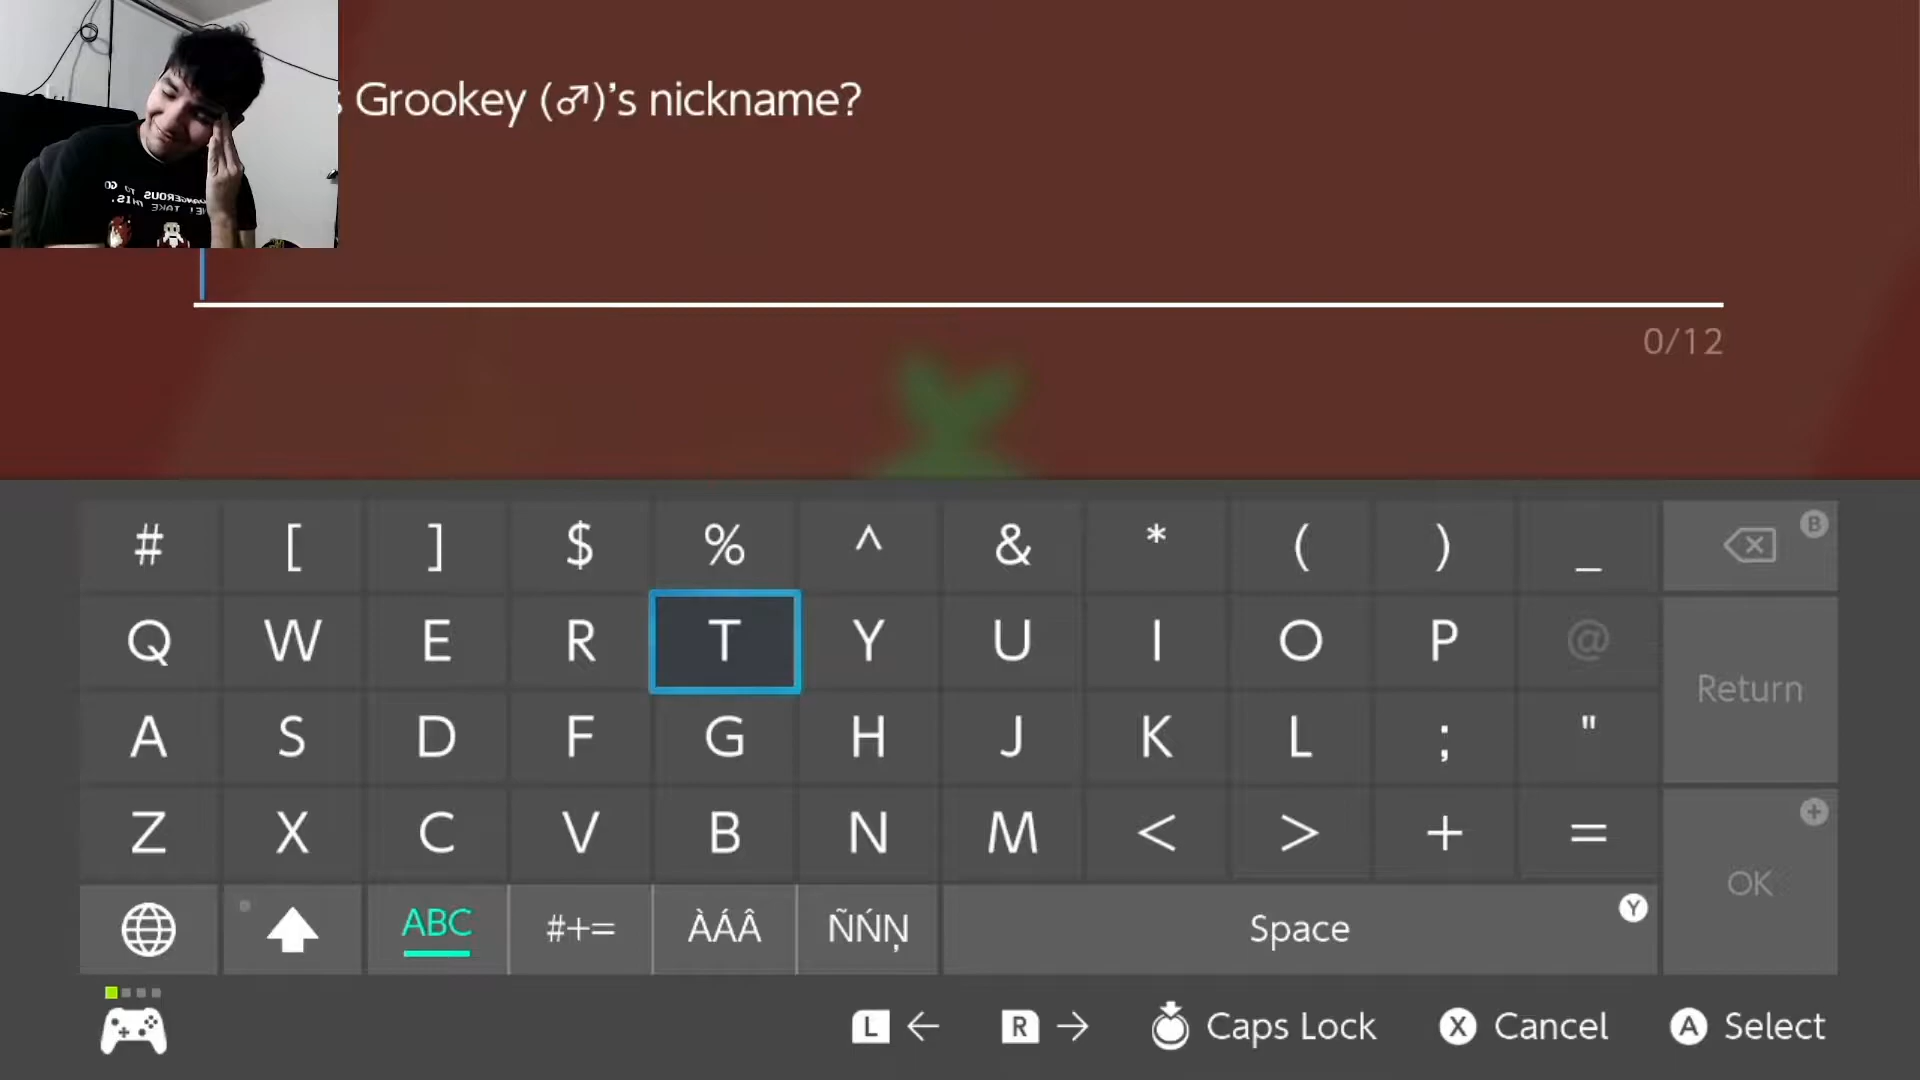 Grookey (♂)'s nickname?
0/12
# [ ] $ % ^ & * ( ) _ B
Q W E R T Y U I O P @
Return
A S D F G H J K L ; "
Z X C V B N M < > + =
+
OK
ABC #+= ÀÁÂ ÑŃŅ Space Y
L ← R → Caps Lock X Cancel A Select